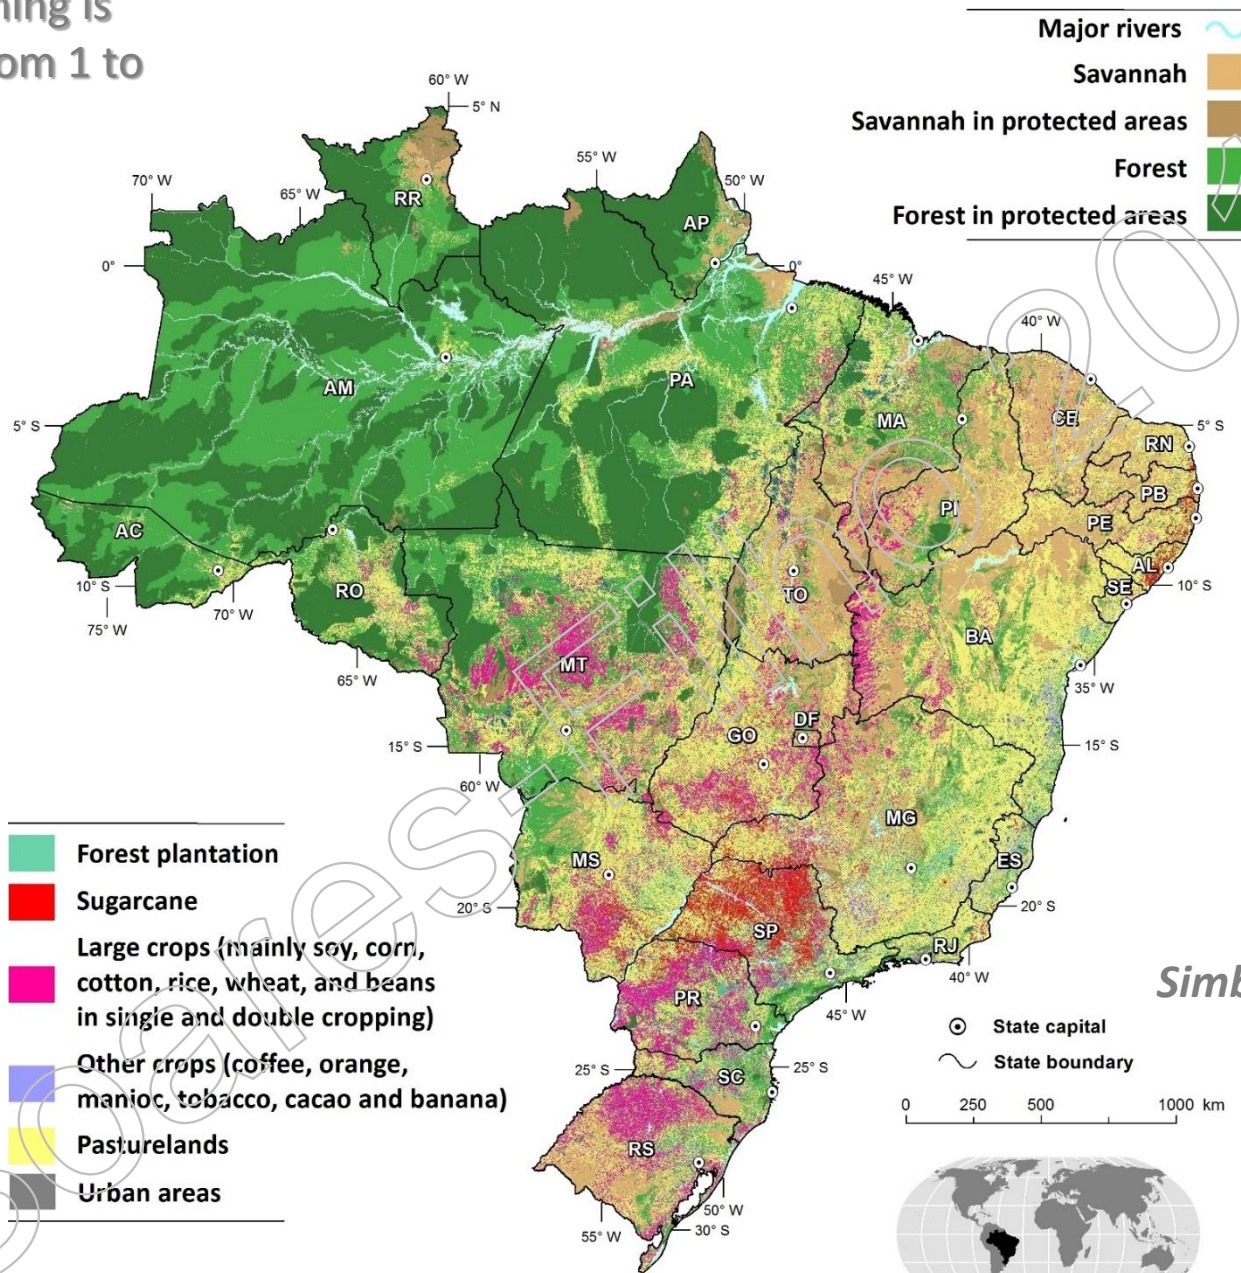 ning is
om 1 to
Major rivers
Savannah
Savannah in protected areas
Forest
Forest in protected areas
60° W
5° N
55° W
70° W
65° W
50° W
RR
AP
0°
0°
45° W
40° W
AM
PA
MA
CE
5° S
5° S
RN
PB
PI
PE
AC
AL
10° S
SE
10° S
RO
TO
75° W
70° W
BA
MT
65° W
35° W
DF
GO
15° S
15° S
60° W
MG
MS
ES
20° S
20° S
SP
RJ
40° W
PR
45° W
25° S
SC
25° S
RS
50° W
30° S
55° W
Forest plantation
Sugarcane
Large crops (mainly soy, corn,
cotton, rice, wheat, and beans
in single and double cropping)
Other crops (coffee, orange,
manioc, tobacco, cacao and banana)
Pasturelands
Urban areas
Simb
State capital
State boundary
0 250 500 1000 km
oares-Filho